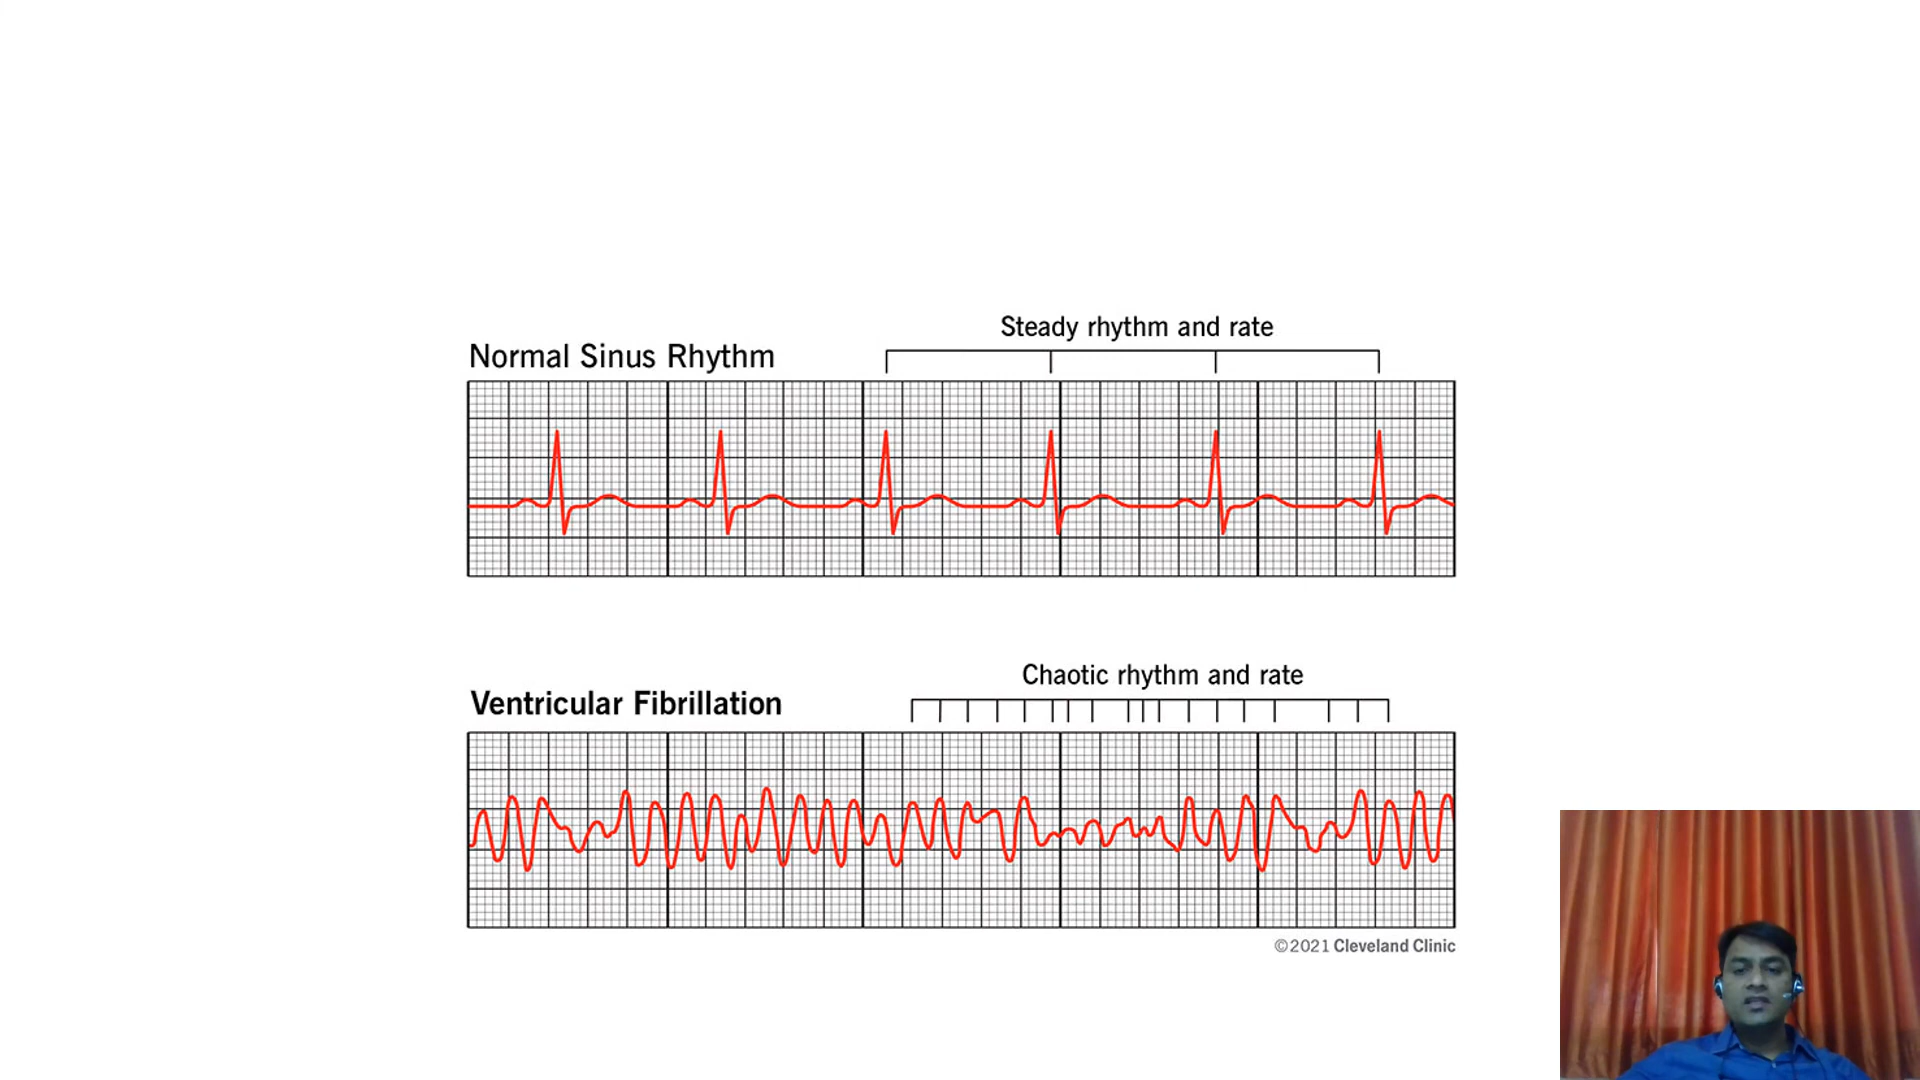 Steady rhythm and rate
Normal Sinus Rhythm
Chaotic rhythm and rate
Ventricular Fibrillation
©2021 Cleveland Clinic